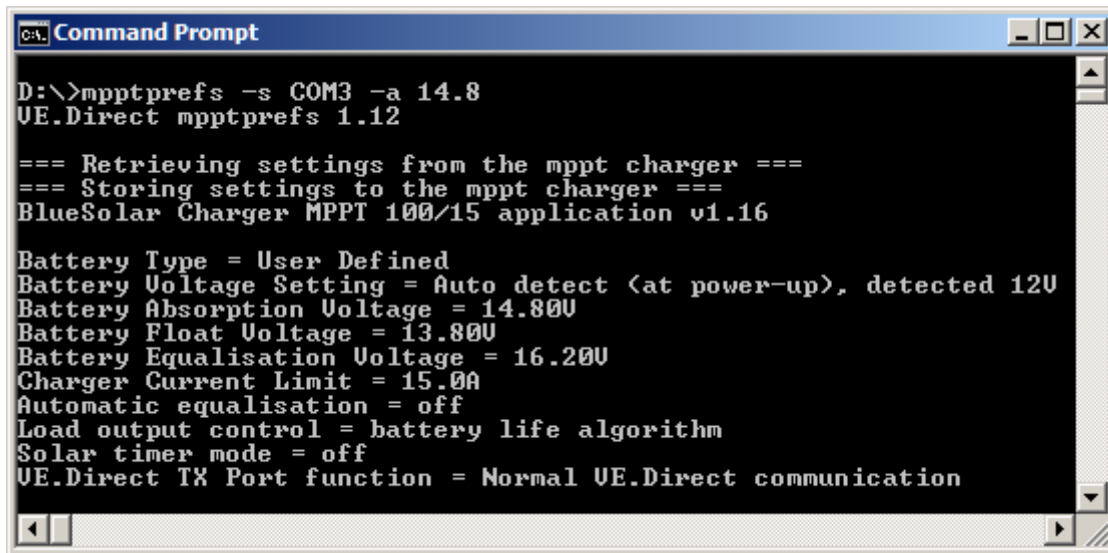 Command Prompt
D:\>mpptprefs -s COM3 -a 14.8
VE.Direct mpptprefs 1.12
=== Retrieving settings from the mppt charger ===
=== Storing settings to the mppt charger ===
BlueSolar Charger MPPT 100/15 application v1.16
Battery Type = User Defined
Battery Voltage Setting = Auto detect (at power-up), detected 12V
Battery Absorption Voltage = 14.80V
Battery Float Voltage = 13.80V
Battery Equalisation Voltage = 16.20V
Charger Current Limit = 15.0A
Automatic equalisation = off
Load output control = battery life algorithm
Solar timer mode = off
VE.Direct TX Port function = Normal VE.Direct communication